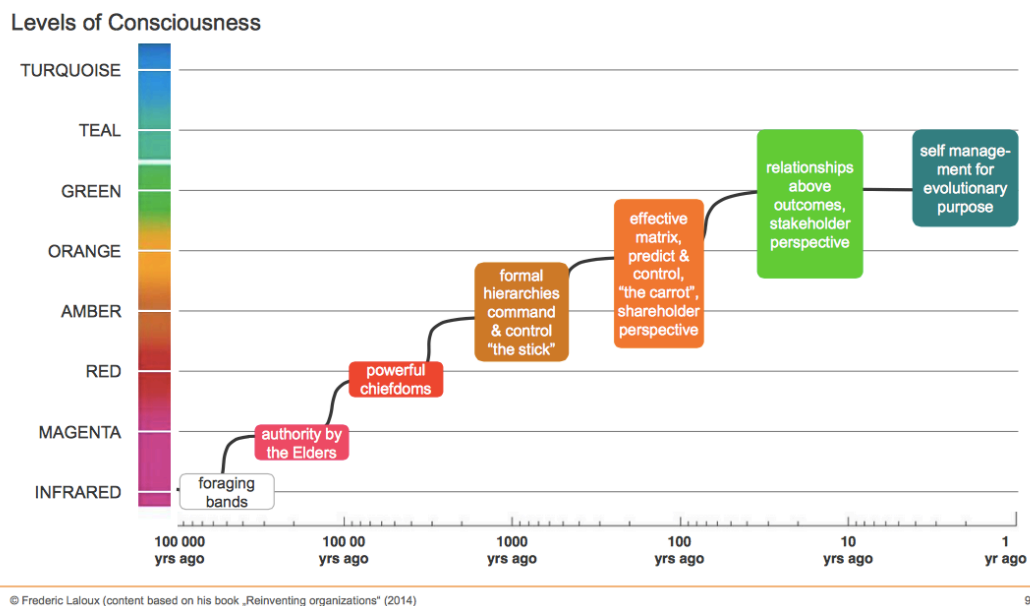 Levels of Consciousness
TURQUOISE
TEAL
GREEN
ORANGE
AMBER
RED
MAGENTA
INFRARED
foraging
bands
authority by
the Elders
powerful
chiefdoms
formal
hierarchies
command
& control
“the stick”
effective
matrix,
predict &
control,
“the carrot”,
shareholder
perspective
relationships
above
outcomes,
stakeholder
perspective
self manage-
ment for
evolutionary
purpose
100 000
yrs ago
100 00
yrs ago
1000
yrs ago
100
yrs ago
10
yrs ago
1
yr ago
© Frederic Laloux (content based on his book „Reinventing organizations“ (2014)
9